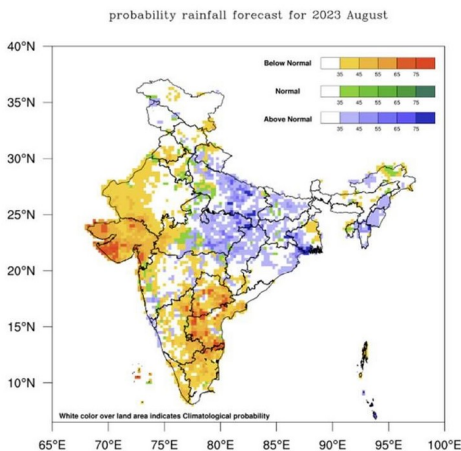 probability rainfall forecast for 2023 August
40°N
35°N
30°N
25°N
20°N
15°N
10°N
Below Normal
35 45 55 65 75
Normal
35 45 55 65 75
Above Normal
35 45 55 65 75
White color over land area indicates Climatological probability
65°E 70°E 75°E 80°E 85°E 90°E 95°E 100°E